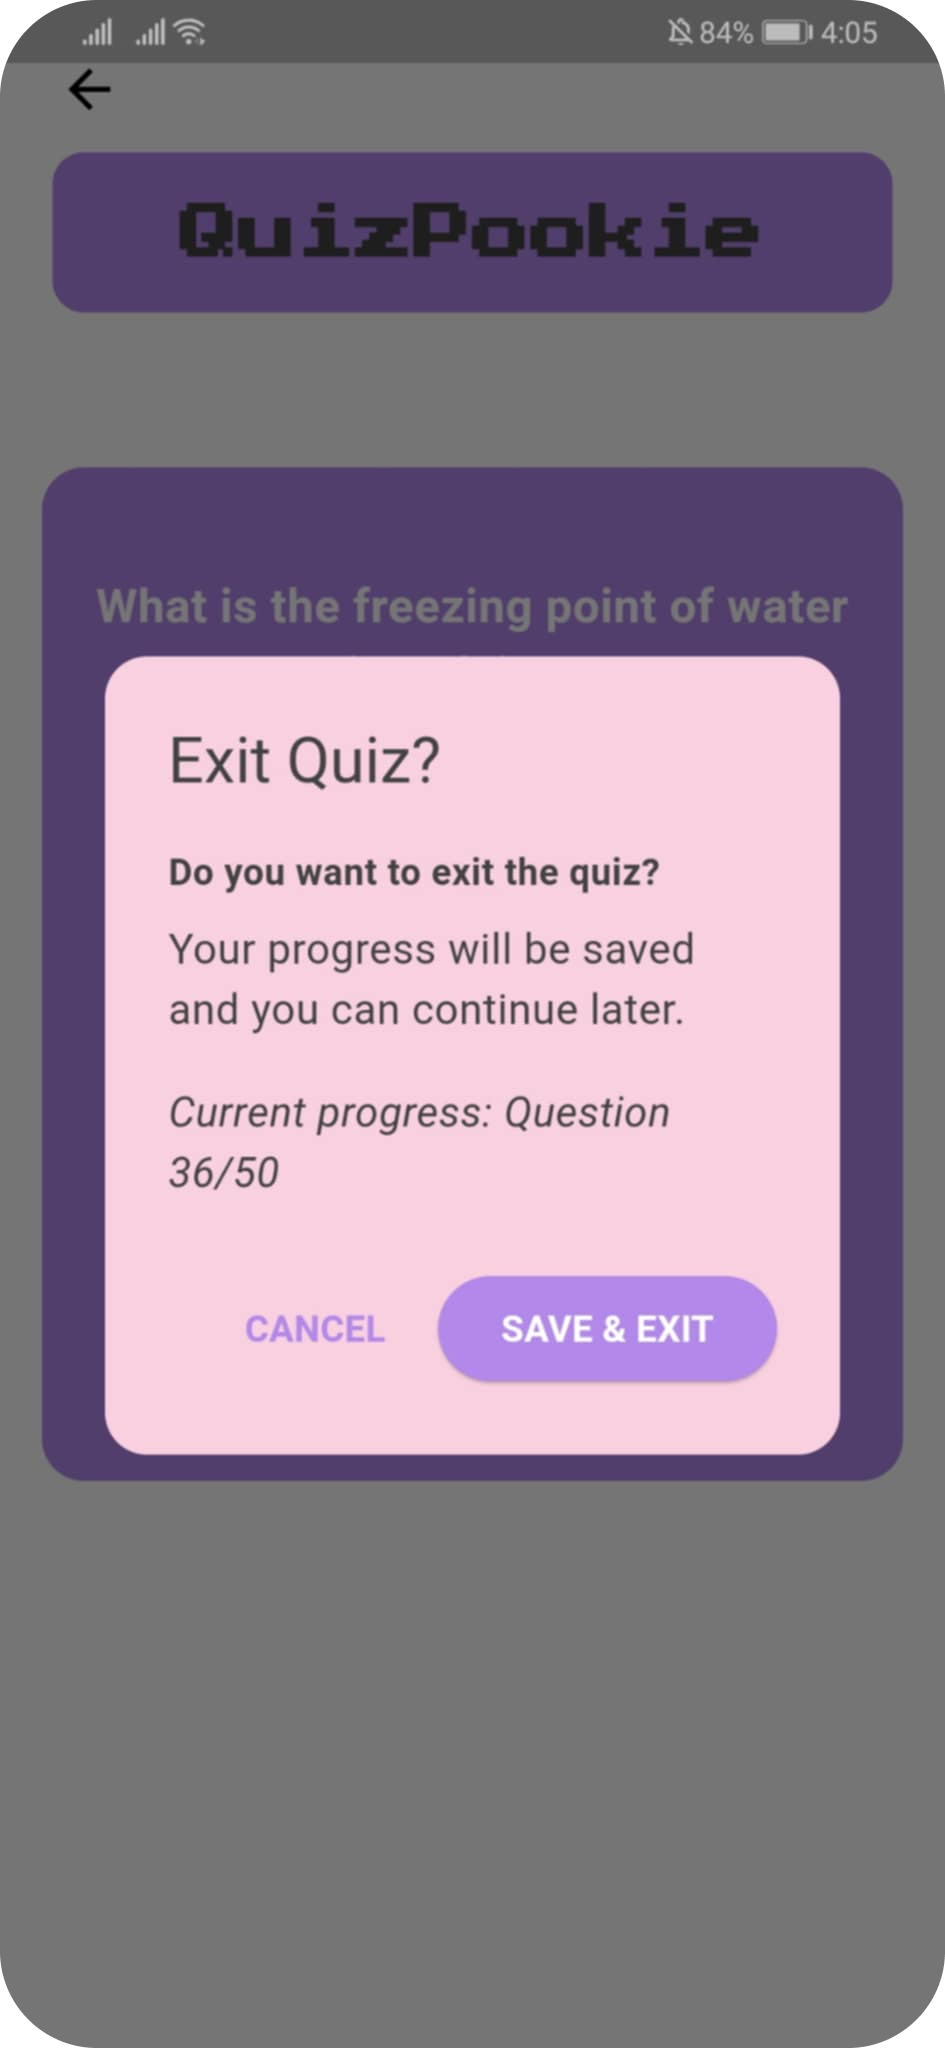 84% 4:05
QuizPookie
What is the freezing point of water
Exit Quiz?
Do you want to exit the quiz?
Your progress will be saved
and you can continue later.
Current progress: Question
36/50
CANCEL SAVE & EXIT